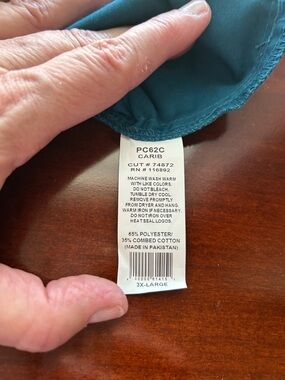 PC62C
CARIB
CUT # 74872
RN # 116892
MACHINE WASH WARM
WITH LIKE COLORS.
DO NOT BLEACH.
TUMBLE DRY COOL.
REMOVE PROMPTLY
FROM DRYER AND HANG.
WARM IRON IF NECESSARY.
DO NOT IRON OVER
HEAT SEAL LOGOS.
65% POLYESTER/
35% COMBED COTTON
(MADE IN PAKISTAN)
3X-LARGE